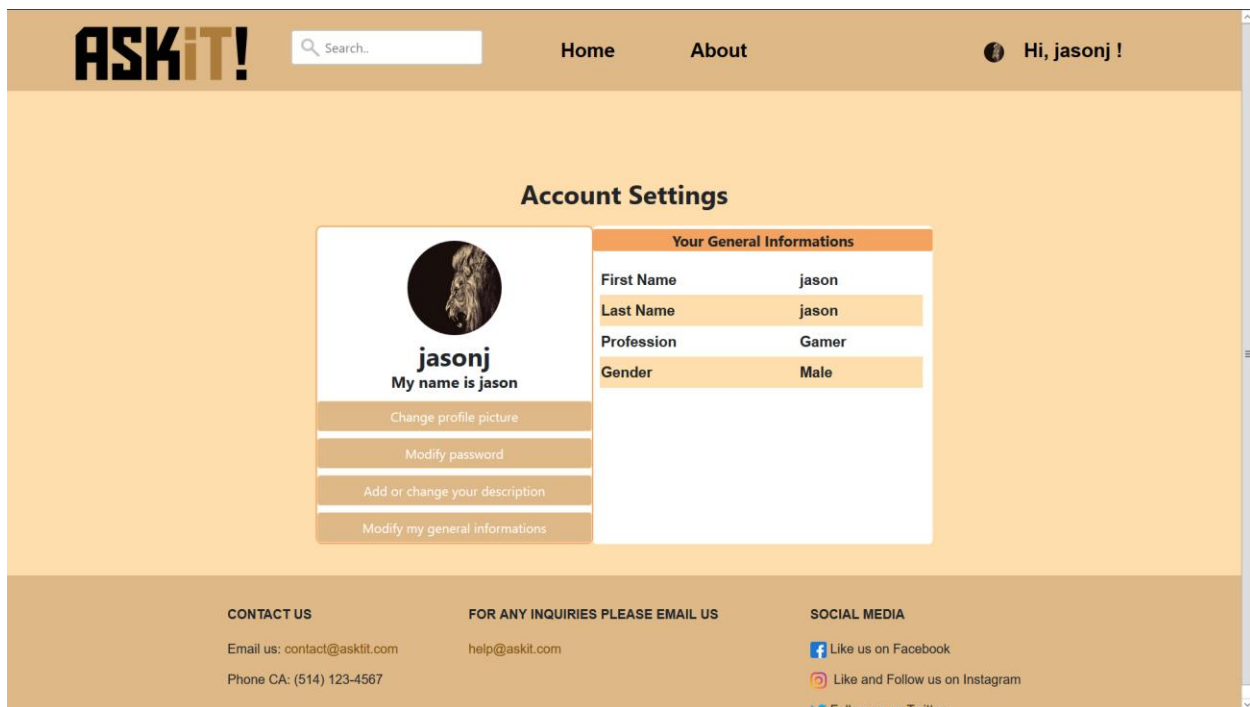 ASKiT!
Search..
Home
About
Hi, jasonj !
Account Settings
jasonj
My name is jason
Change profile picture
Modify password
Add or change your description
Modify my general informations
Your General Informations
First Name jason
Last Name jason
Profession Gamer
Gender Male
CONTACT US
Email us: contact@asktit.com
Phone CA: (514) 123-4567
FOR ANY INQUIRIES PLEASE EMAIL US
help@askit.com
SOCIAL MEDIA
Like us on Facebook
Like and Follow us on Instagram